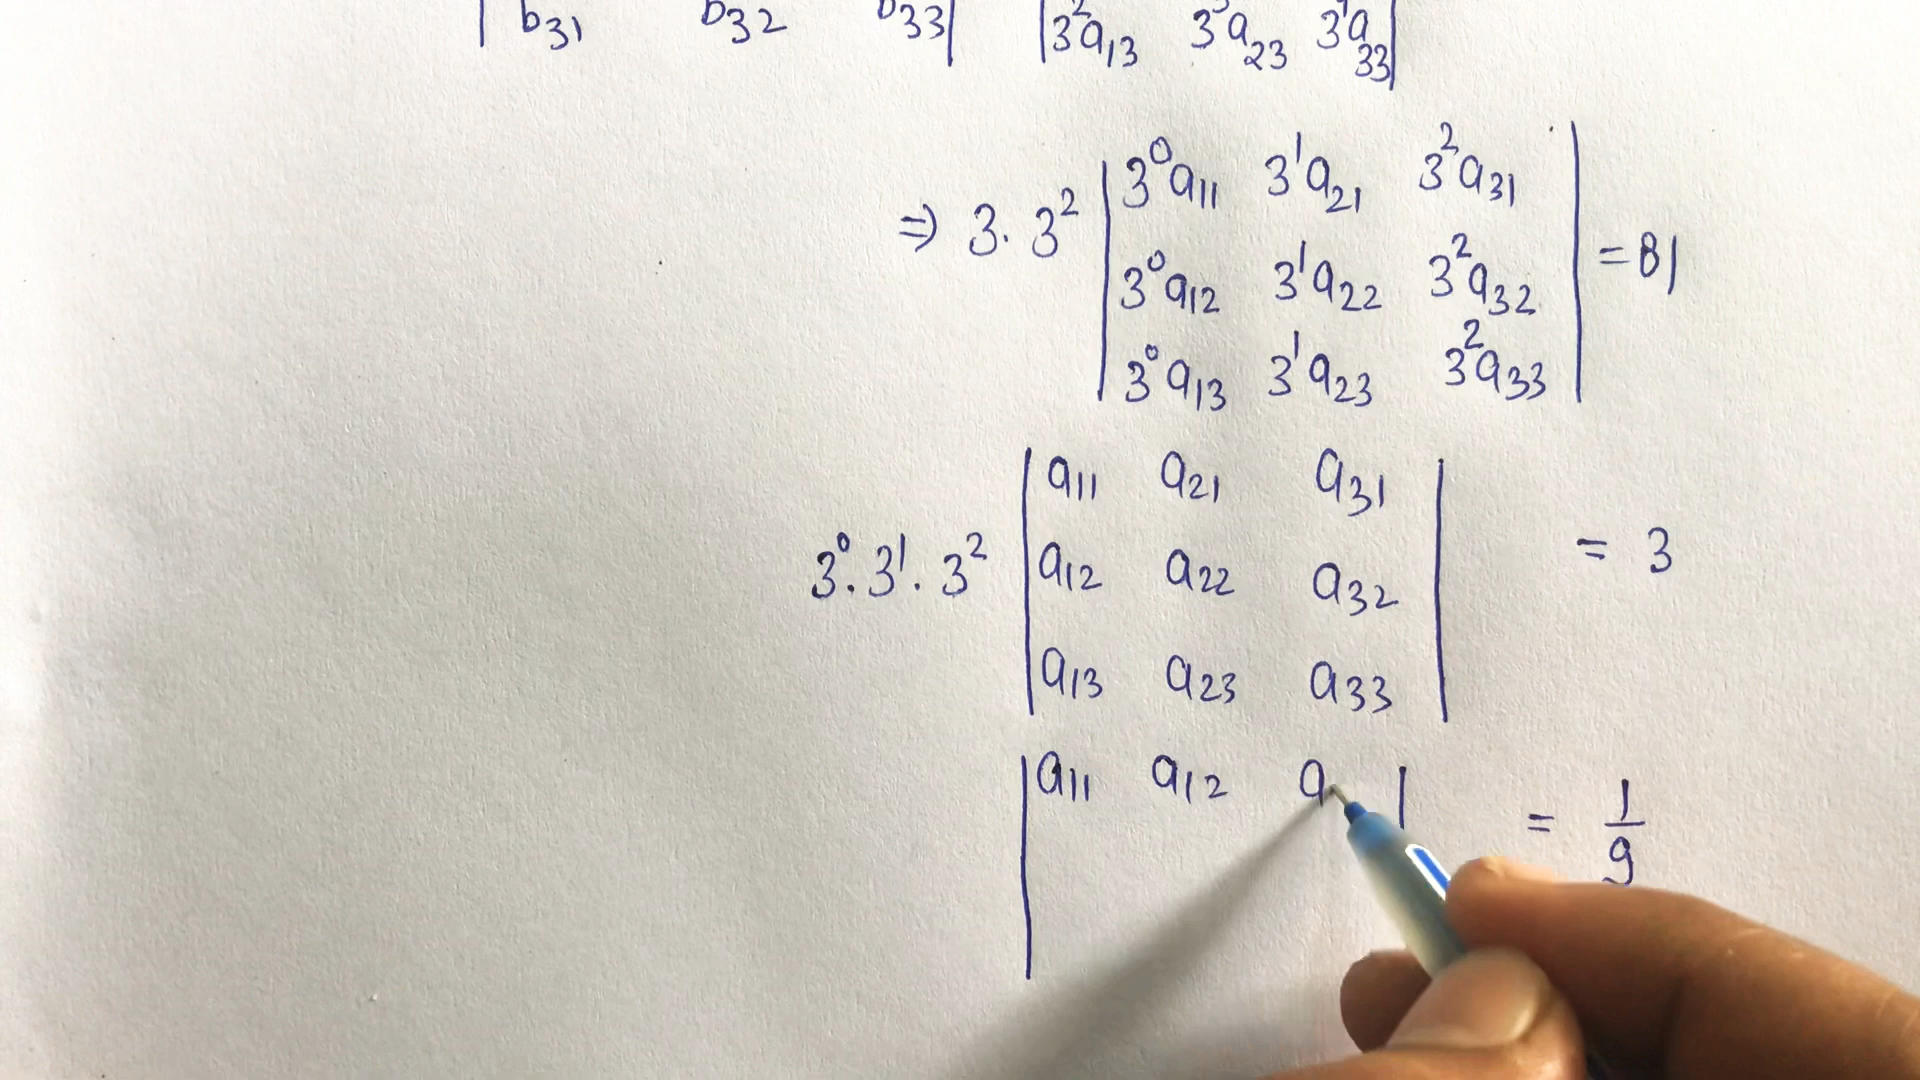 | b₃₁ b₃₂ b₃₃ | | 3²a₁₃ 3³a₂₃ 3⁴a₃₃ |
⇒ 3. 3² | 3⁰a₁₁ 3¹a₂₁ 3²a₃₁ |
3⁰a₁₂ 3¹a₂₂ 3²a₃₂ = 81
3⁰a₁₃ 3¹a₂₃ 3²a₃₃
| a₁₁ a₂₁ a₃₁ |
3⁰. 3¹. 3² | a₁₂ a₂₂ a₃₂ | = 3
| a₁₃ a₂₃ a₃₃ |
| a₁₁ a₁₂ a | = 1/9